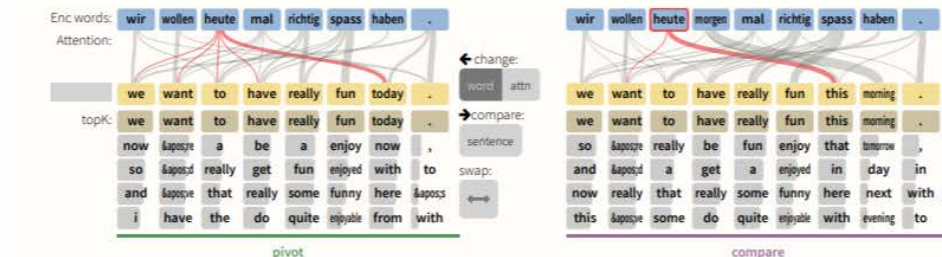 Enc words: wir wollen heute mal richtig spass haben .
Attention:
we want to have really fun today .
topK: we want to have really fun today .
now &apos;re a be a enjoy now ,
so &apos;d really get fun enjoyed with to
and &apos;ve that really some funny here &apos;s
i have the do quite enjoyable from with
pivot
change:
word attn
compare:
sentence
swap:
wir wollen heute morgen mal richtig spass haben .
we want to have really fun this morning .
we want to have really fun this morning .
so &apos;re really be fun enjoy that tomorrow ,
and &apos;d a get a enjoyed in day in
now really that really some funny here next with
this &apos;ve some do quite enjoyable with evening to
compare